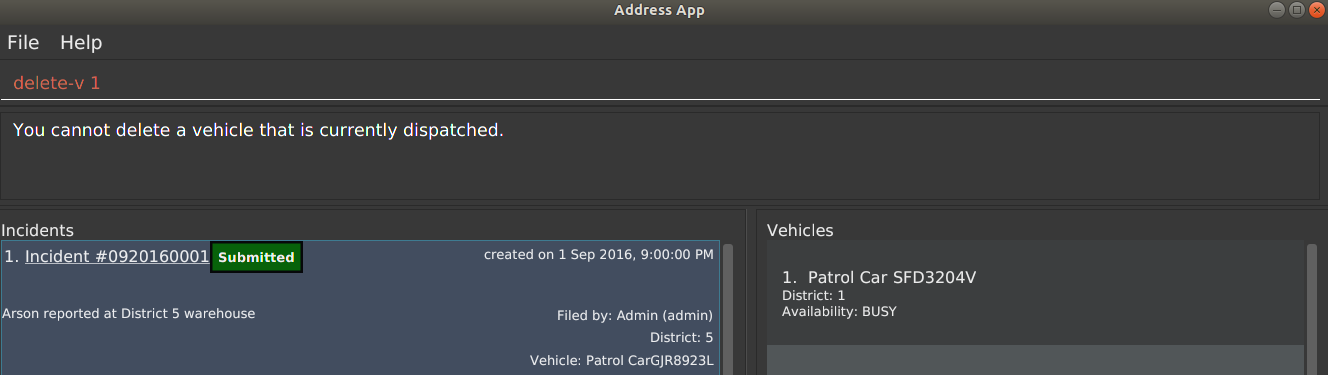 Address App
File Help
delete-v 1
You cannot delete a vehicle that is currently dispatched.
Incidents
1. Incident #0920160001 Submitted created on 1 Sep 2016, 9:00:00 PM
Arson reported at District 5 warehouse Filed by: Admin (admin)
District: 5
Vehicle: Patrol CarGJR8923L
Vehicles
1. Patrol Car SFD3204V
District: 1
Availability: BUSY